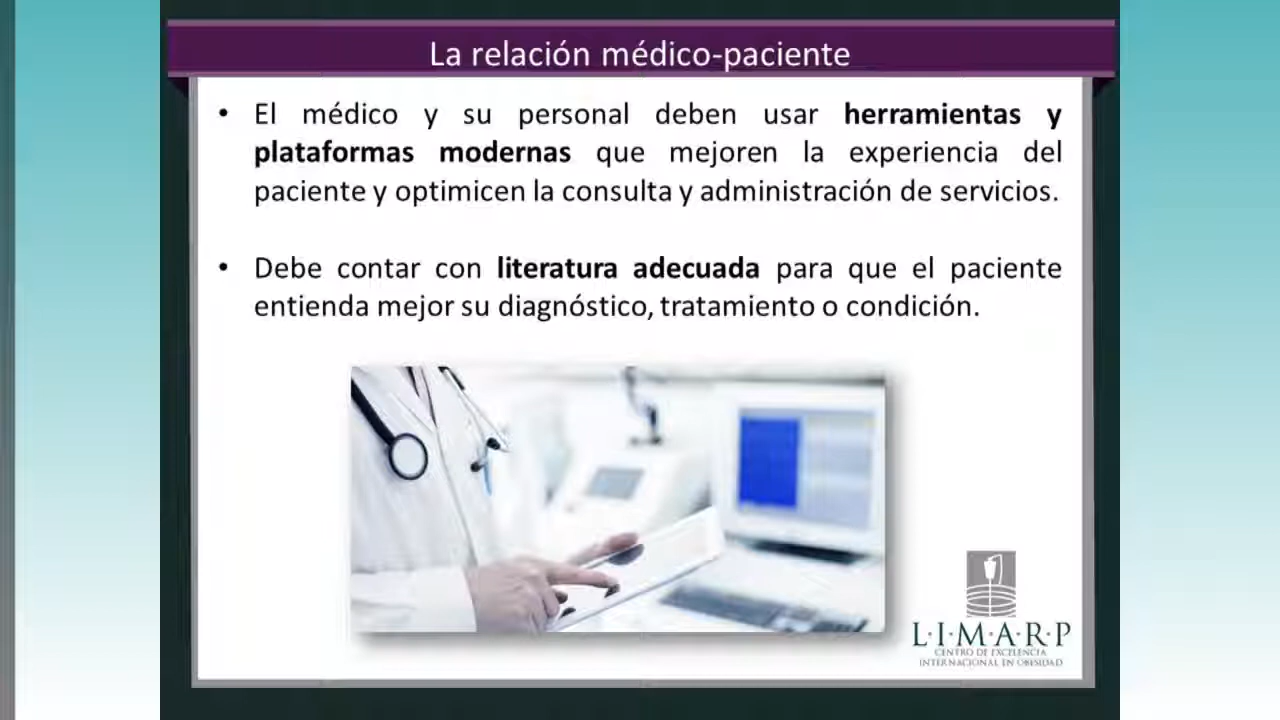 La relación médico-paciente
• El médico y su personal deben usar herramientas y
plataformas modernas que mejoren la experiencia del
paciente y optimicen la consulta y administración de servicios.
• Debe contar con literatura adecuada para que el paciente
entienda mejor su diagnóstico, tratamiento o condición.
L·I·M·A·R·P
CENTRO DE EXCELENCIA
INTERNACIONAL EN OBESIDAD